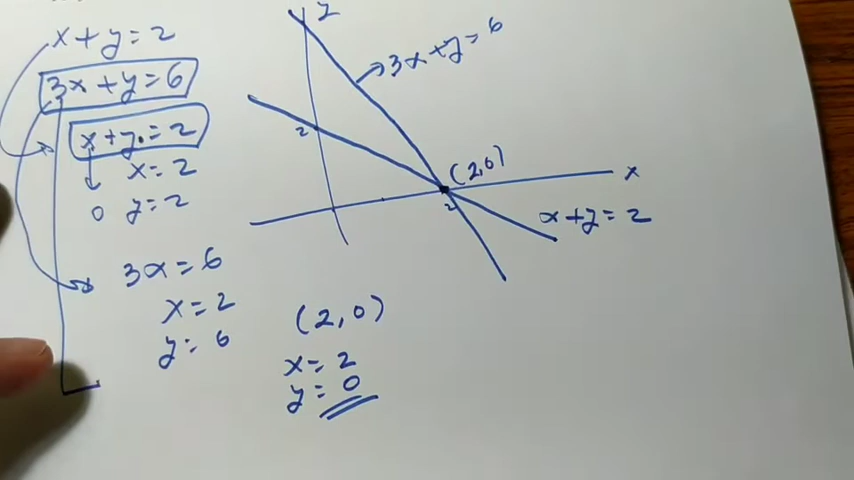 x + y = 2
3x + y = 6
x + y = 2
x = 2
0 y = 2
3x = 6
x = 2
y = 6
y
3x + y = 6
2
(2,0)
x
2
x + y = 2
(2,0)
x = 2
y = 0